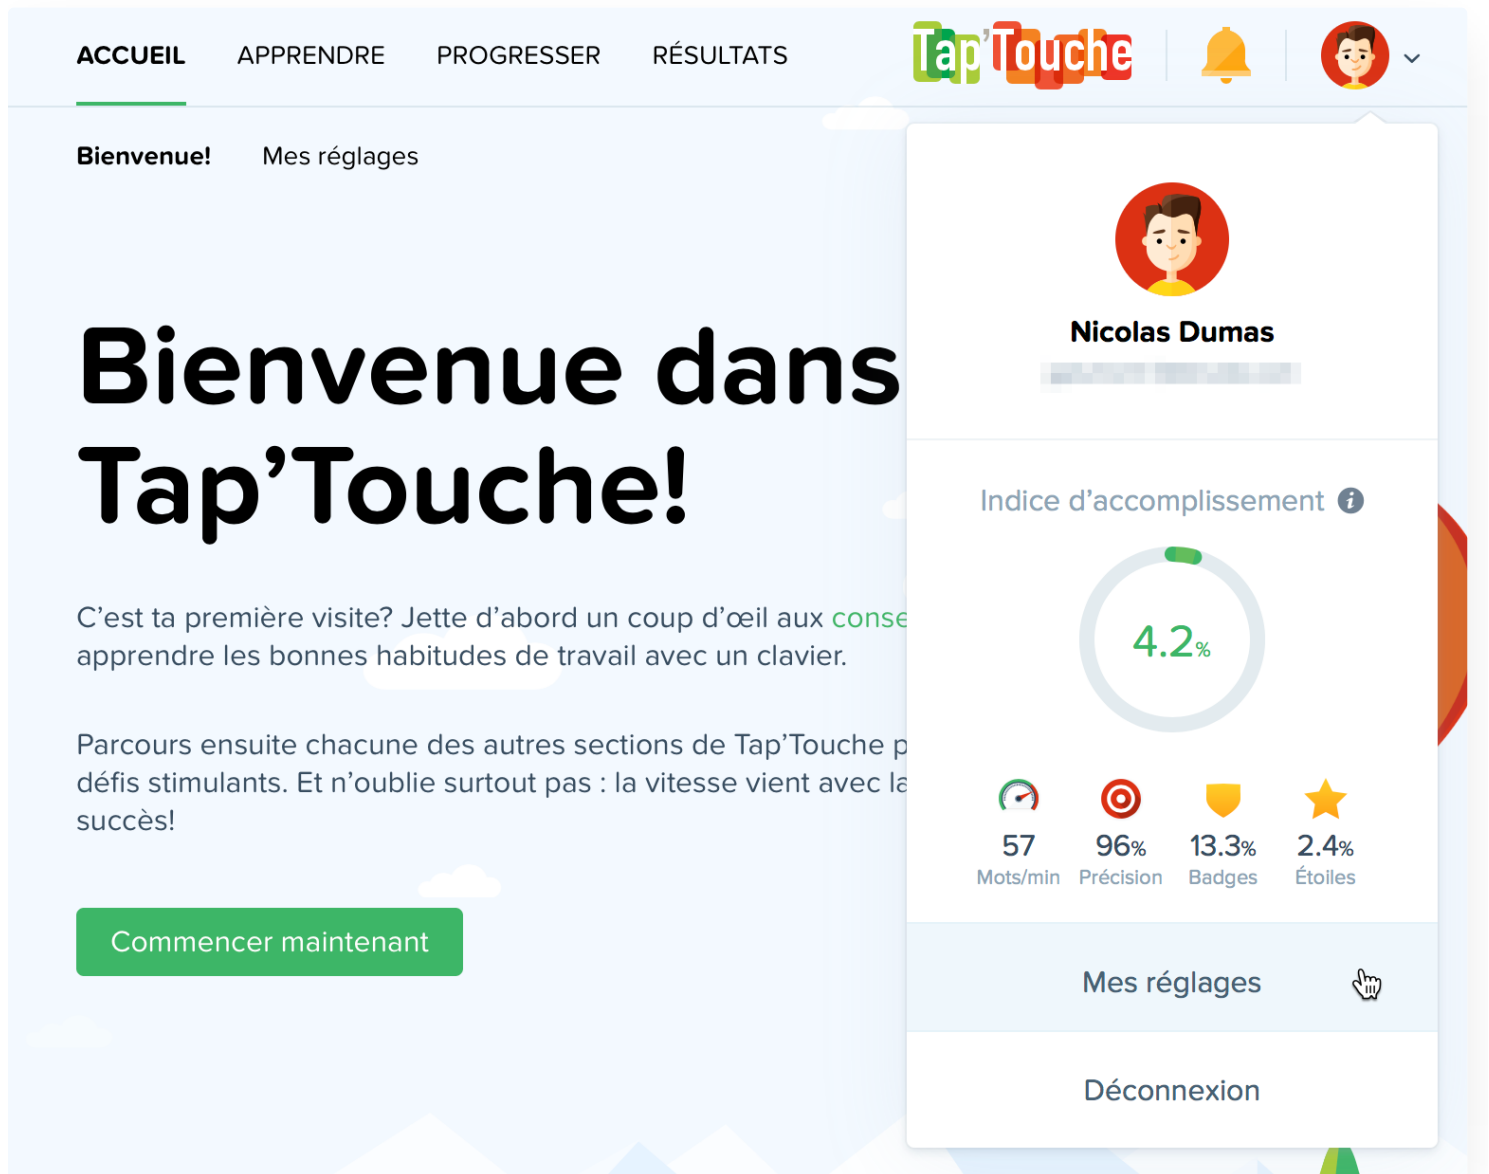 ACCUEIL APPRENDRE PROGRESSER RÉSULTATS Tap'Touche
Bienvenue! Mes réglages
Bienvenue dans
Tap’Touche!
C’est ta première visite? Jette d’abord un coup d’œil aux
apprendre les bonnes habitudes de travail avec un clavier.
Parcours ensuite chacune des autres sections de Tap’Touche
défis stimulants. Et n’oublie surtout pas : la vitesse vient avec
succès!
Commencer maintenant
Nicolas Dumas
Indice d’accomplissement i
4.2%
57 96% 13.3% 2.4%
Mots/min Précision Badges Étoiles
Mes réglages
Déconnexion